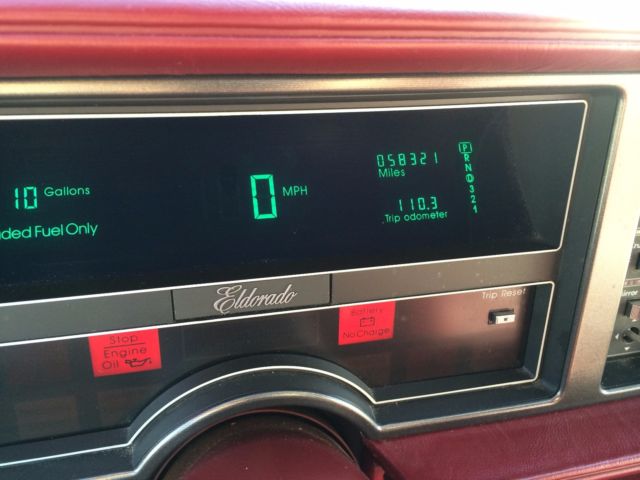 10 Gallons
aded Fuel Only
0 MPH
058321
Miles
110.3
Trip odometer
P
R
N
D
3
2
1
Eldorado
Trip Reset
Stop
Engine
Oil
Battery
No Charge